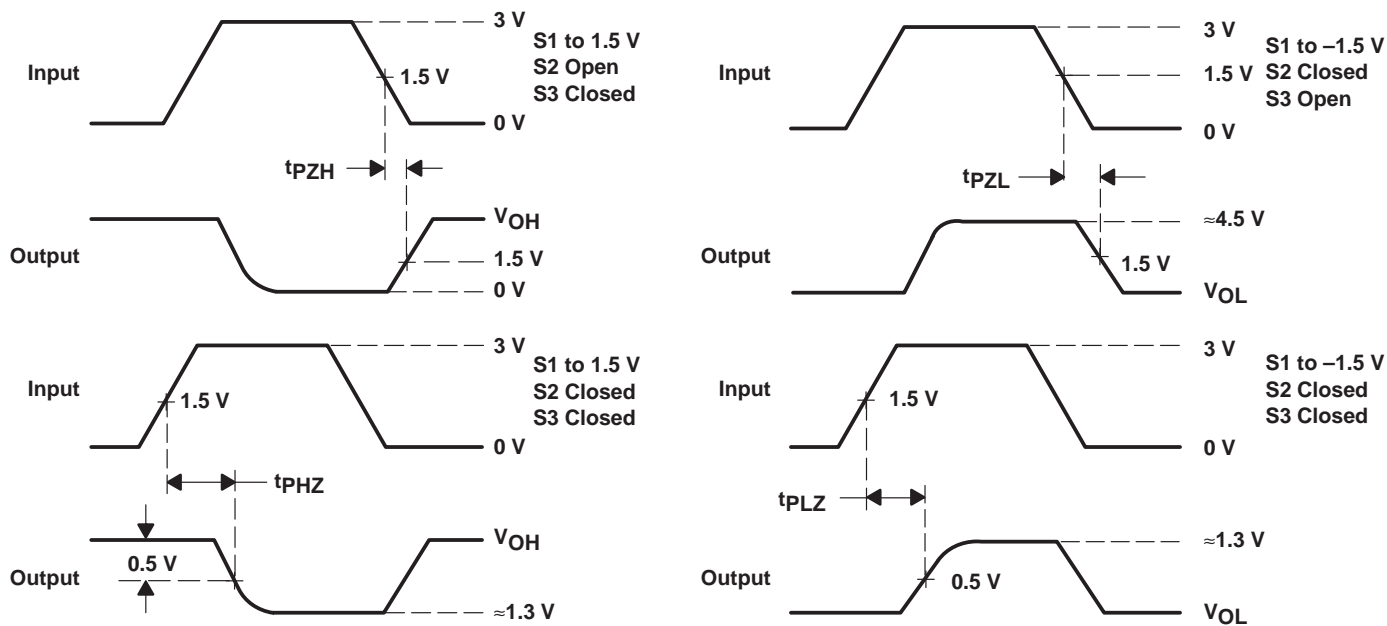 3 V
S1 to 1.5 V
S2 Open
S3 Closed
Input
1.5 V
0 V
tPZH
VOH
Output
1.5 V
0 V
3 V
S1 to –1.5 V
S2 Closed
S3 Open
Input
1.5 V
0 V
tPZL
≈4.5 V
Output
1.5 V
VOL
3 V
S1 to 1.5 V
S2 Closed
S3 Closed
Input
1.5 V
0 V
tPHZ
VOH
0.5 V
Output
≈1.3 V
3 V
S1 to –1.5 V
S2 Closed
S3 Closed
Input
1.5 V
0 V
tPLZ
≈1.3 V
Output
0.5 V
VOL